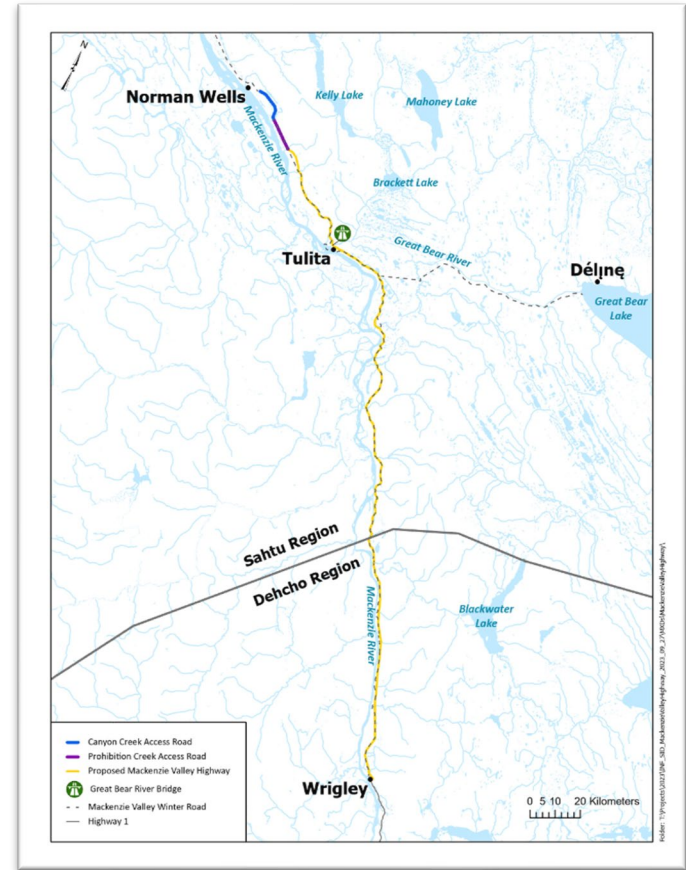 N
Norman Wells
Kelly Lake
Mahoney Lake
Mackenzie River
Brackett Lake
Tulita
Great Bear River
Délı̨nę
Great Bear
Lake
Sahtu Region
Dehcho Region
Mackenzie River
Blackwater
Lake
Wrigley
Canyon Creek Access Road
Prohibition Creek Access Road
Proposed Mackenzie Valley Highway
Great Bear River Bridge
Mackenzie Valley Winter Road
Highway 1
0 5 10 20 Kilometers